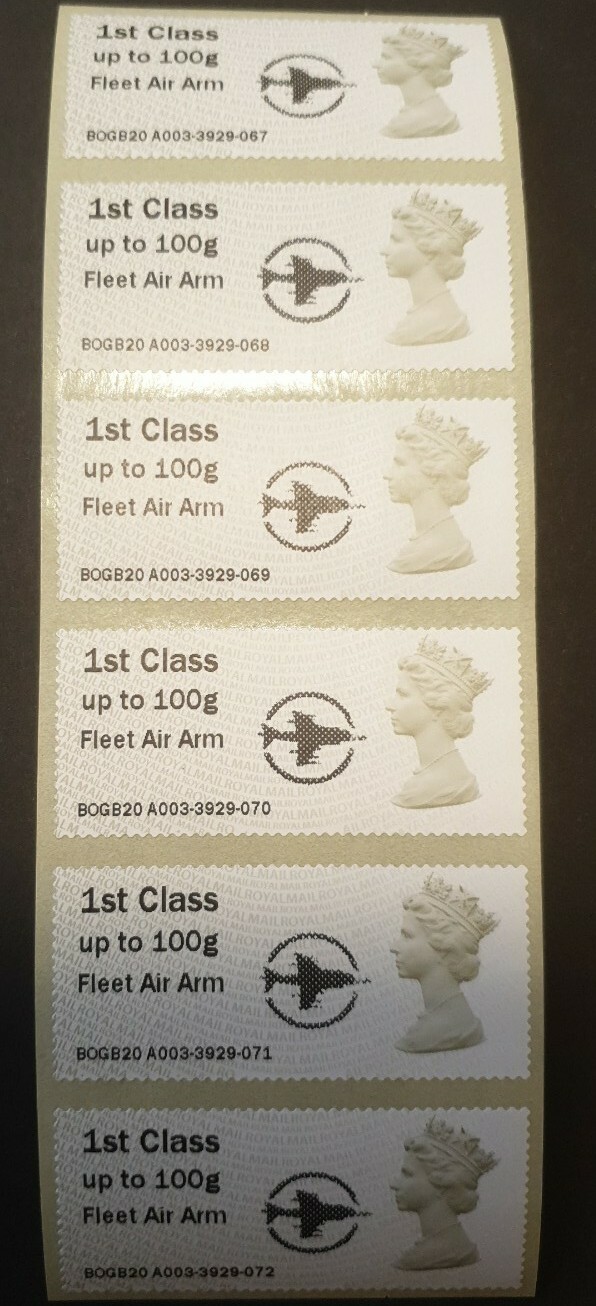 1st Class
up to 100g
Fleet Air Arm
BOGB20 A003-3929-067
1st Class
up to 100g
Fleet Air Arm
BOGB20 A003-3929-068
1st Class
up to 100g
Fleet Air Arm
BOGB20 A003-3929-069
1st Class
up to 100g
Fleet Air Arm
BOGB20 A003-3929-070
1st Class
up to 100g
Fleet Air Arm
BOGB20 A003-3929-071
1st Class
up to 100g
Fleet Air Arm
BOGB20 A003-3929-072